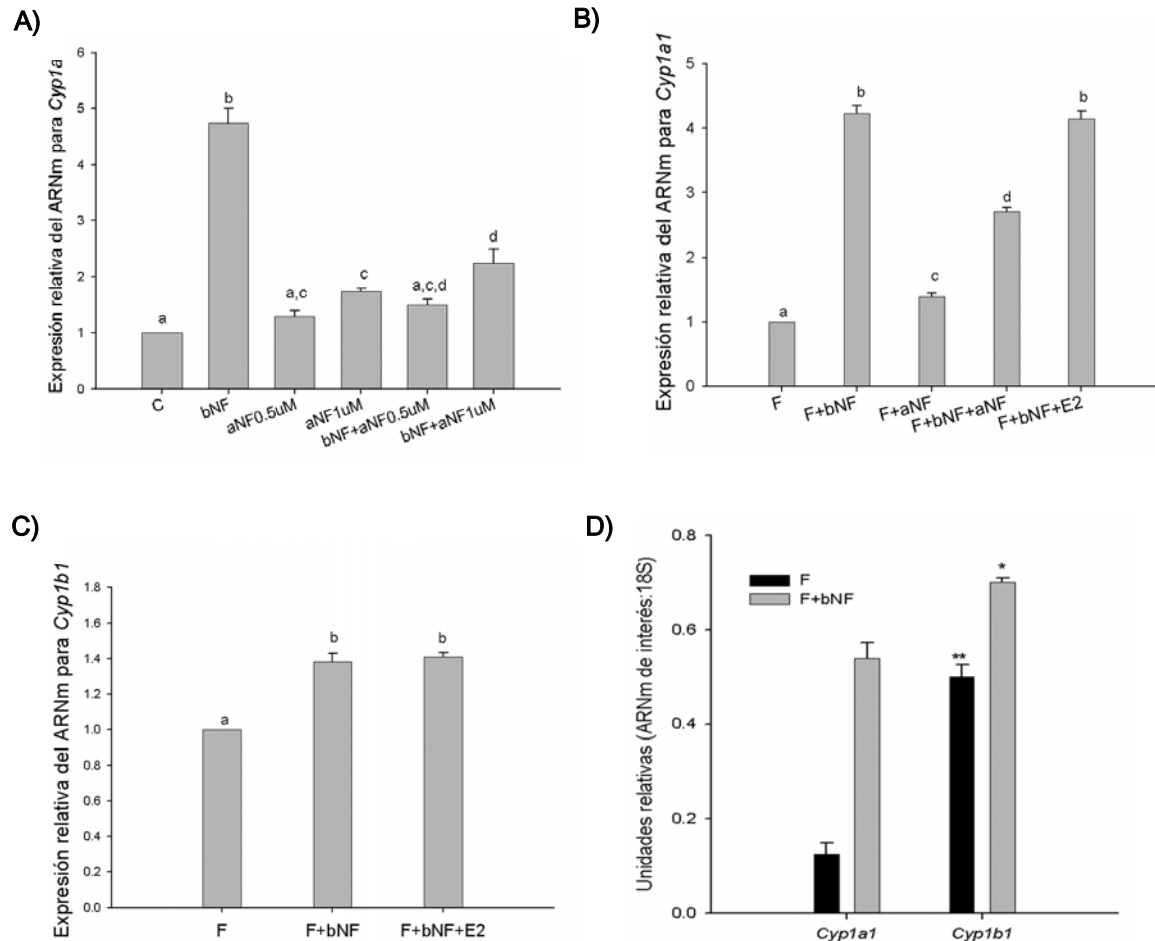 A)
Expresión relativa del ARNm para Cyp1a
6
5
4
3
2
1
0
a
b
a,c
c
a,c,d
d
C
bNF
aNF0.5uM
aNF1uM
bNF+aNF0.5uM
bNF+aNF1uM
B)
Expresión relativa del ARNm para Cyp1a1
5
4
3
2
1
0
a
b
c
d
b
F
F+bNF
F+aNF
F+bNF+aNF
F+bNF+E2
C)
Expresión relativa del ARNm para Cyp1b1
1.8
1.6
1.4
1.2
1.0
0.8
0.6
0.4
0.2
0.0
a
b
b
F
F+bNF
F+bNF+E2
D)
Unidades relativas (ARNm de interés:18S)
0.8
0.6
0.4
0.2
0.0
F
F+bNF
**
*
Cyp1a1
Cyp1b1